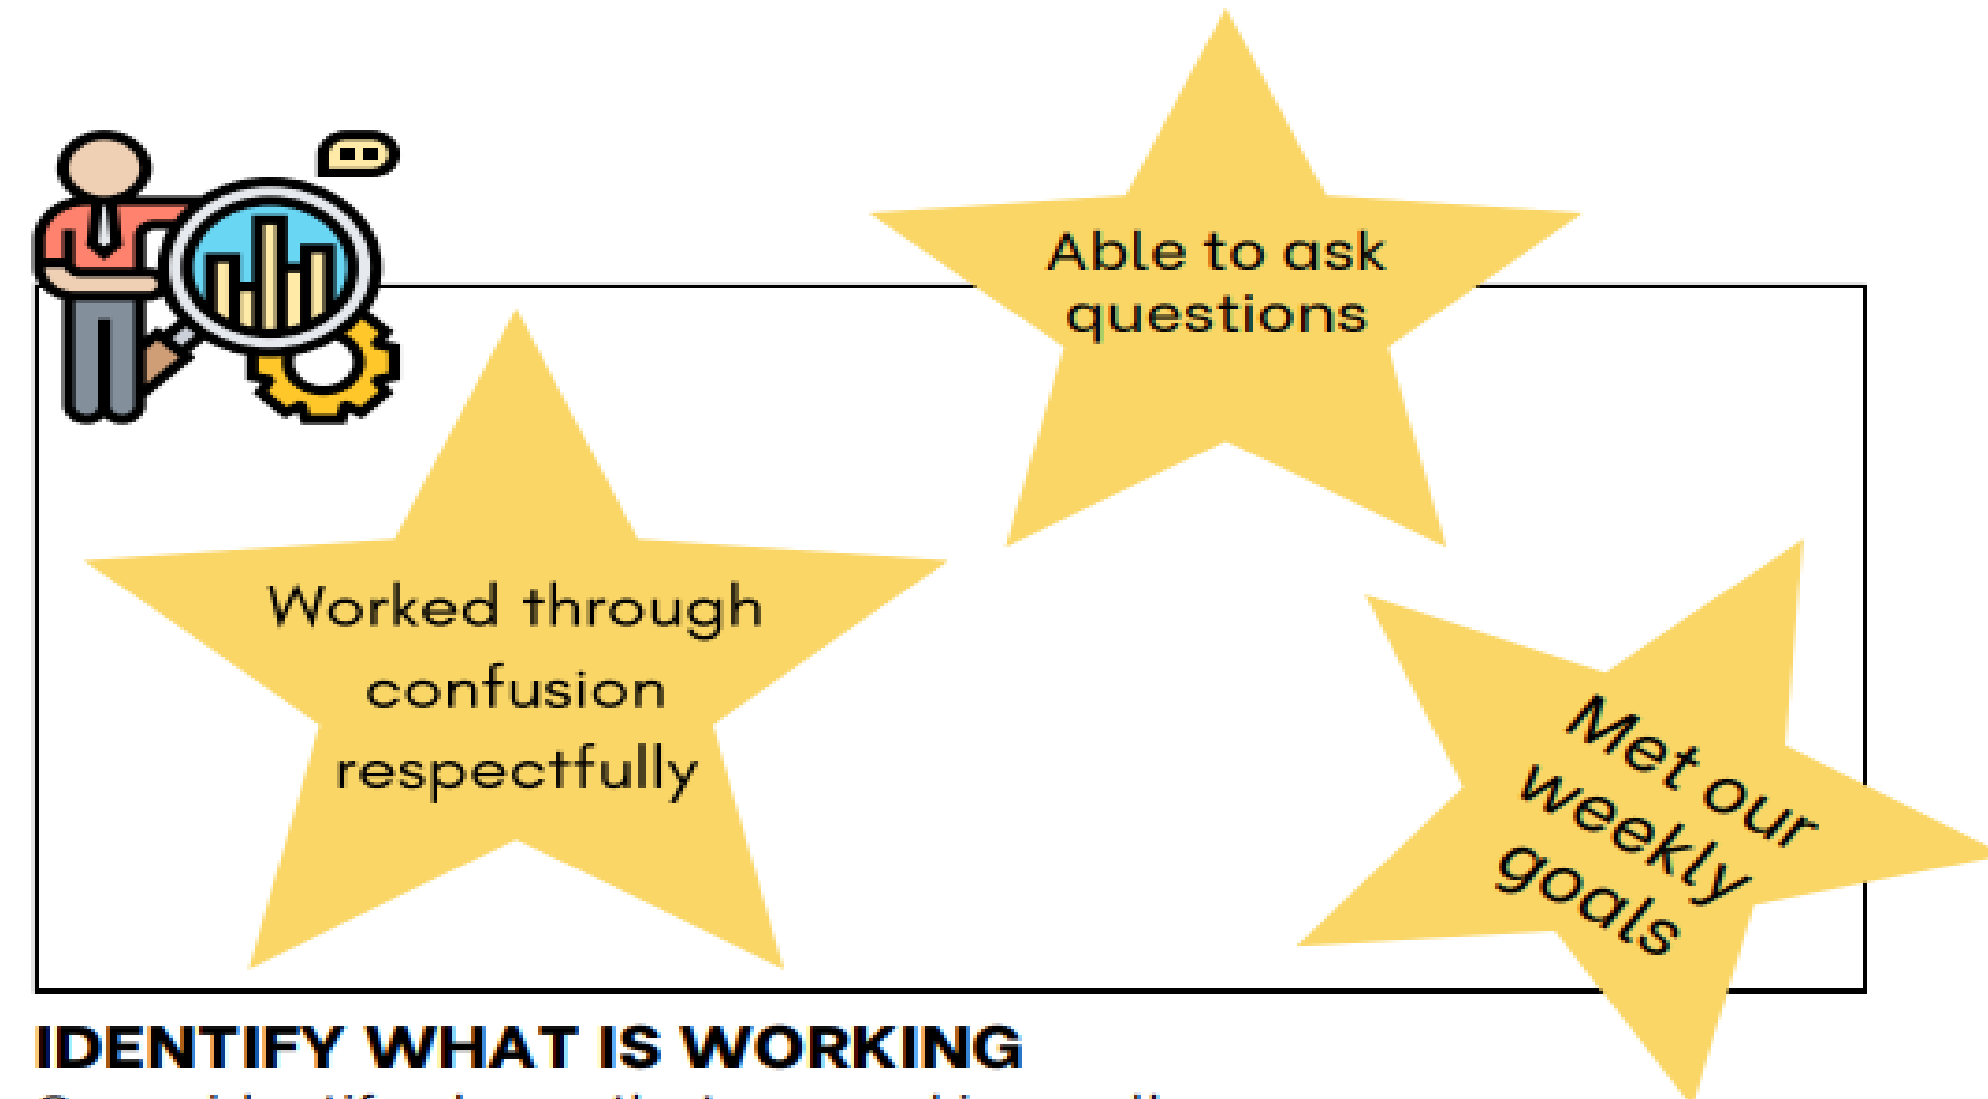 Able to ask
questions
Worked through
confusion
respectfully
Met our
weekly
goals
IDENTIFY WHAT IS WORKING